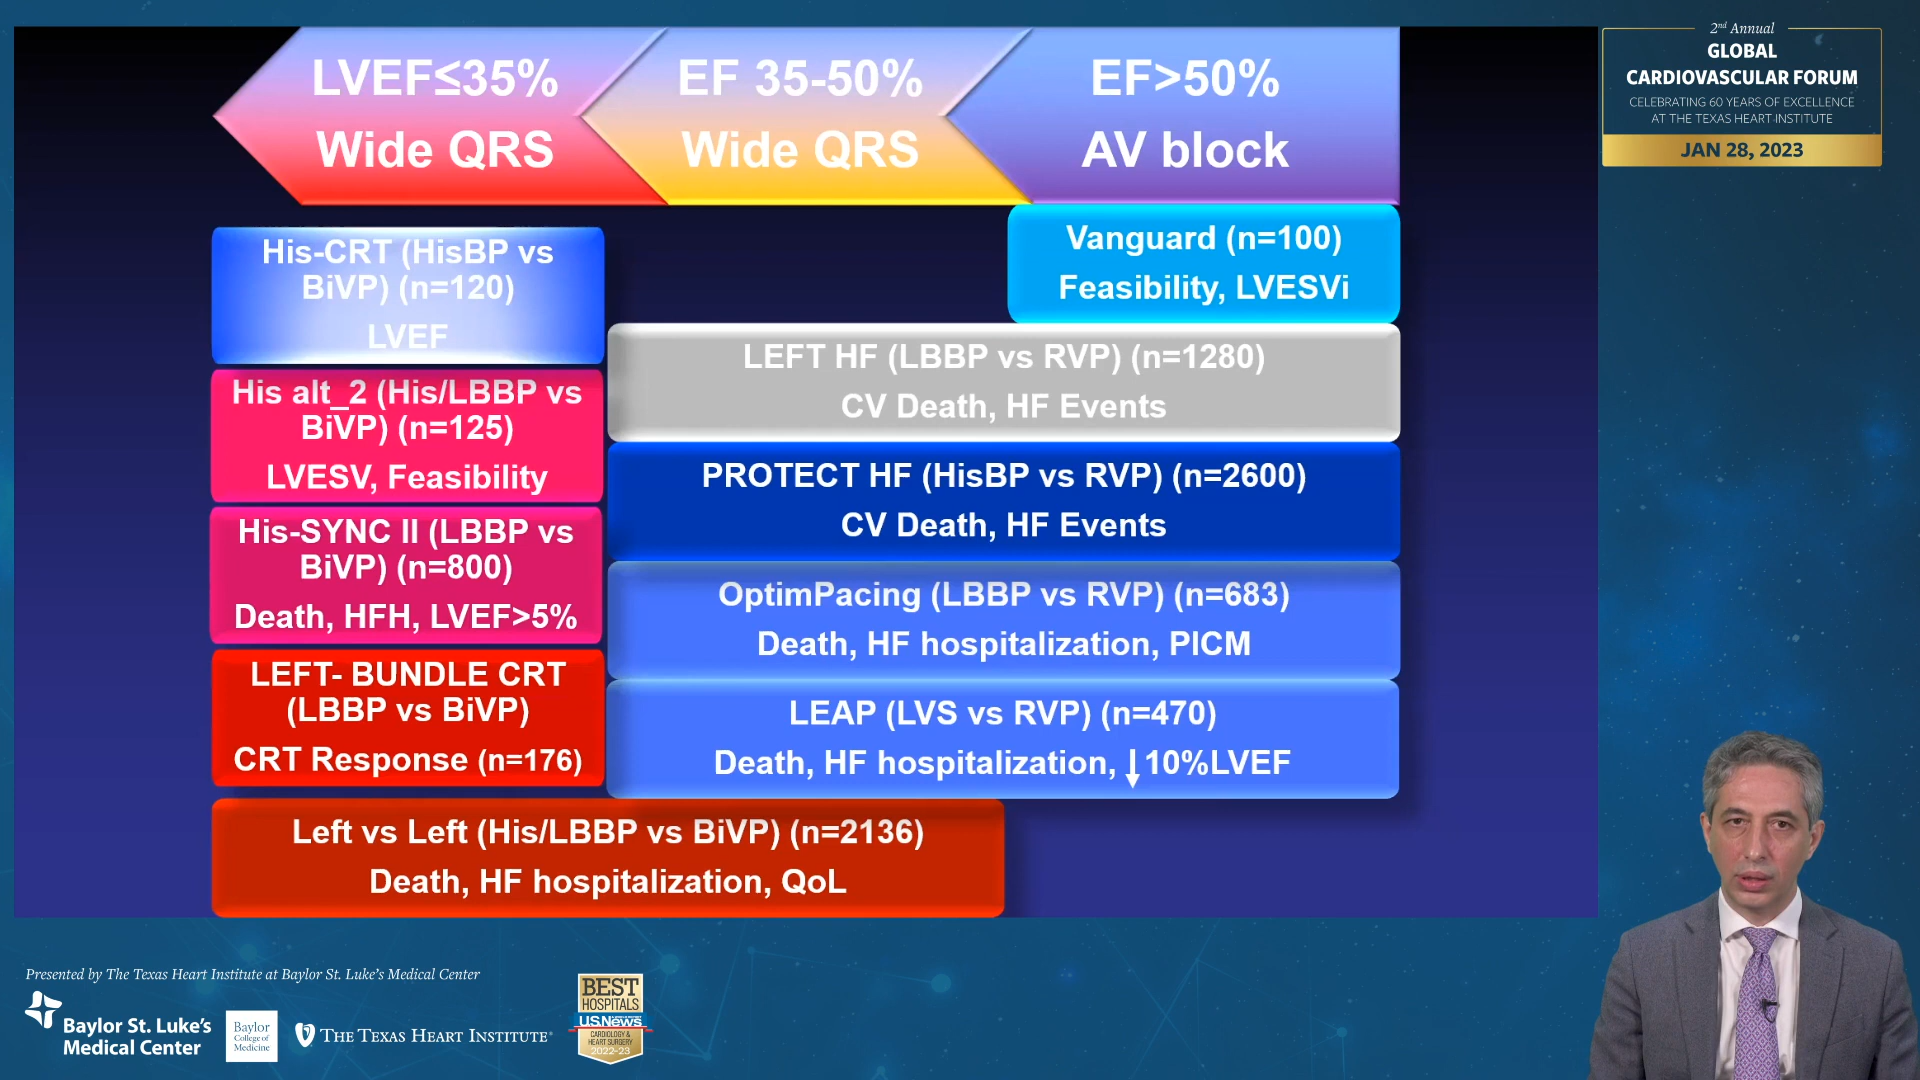 LVEF≤35%
Wide QRS
EF 35-50%
Wide QRS
EF>50%
AV block
His-CRT (HisBP vs
BiVP) (n=120)
LVEF
His alt_2 (His/LBBP vs
BiVP) (n=125)
LVESV, Feasibility
His-SYNC II (LBBP vs
BiVP) (n=800)
Death, HFH, LVEF>5%
LEFT- BUNDLE CRT
(LBBP vs BiVP)
CRT Response (n=176)
Vanguard (n=100)
Feasibility, LVESVi
LEFT HF (LBBP vs RVP) (n=1280)
CV Death, HF Events
PROTECT HF (HisBP vs RVP) (n=2600)
CV Death, HF Events
OptimPacing (LBBP vs RVP) (n=683)
Death, HF hospitalization, PICM
LEAP (LVS vs RVP) (n=470)
Death, HF hospitalization, ↓10%LVEF
Left vs Left (His/LBBP vs BiVP) (n=2136)
Death, HF hospitalization, QoL
2nd Annual
GLOBAL
CARDIOVASCULAR FORUM
CELEBRATING 60 YEARS OF EXCELLENCE
AT THE TEXAS HEART INSTITUTE
JAN 28, 2023
Presented by The Texas Heart Institute at Baylor St. Luke's Medical Center
Baylor St. Luke's
Medical Center
Baylor
College of
Medicine
THE TEXAS HEART INSTITUTE®
BEST
HOSPITALS
U.S.News
CARDIOLOGY &
HEART SURGERY
2022-23